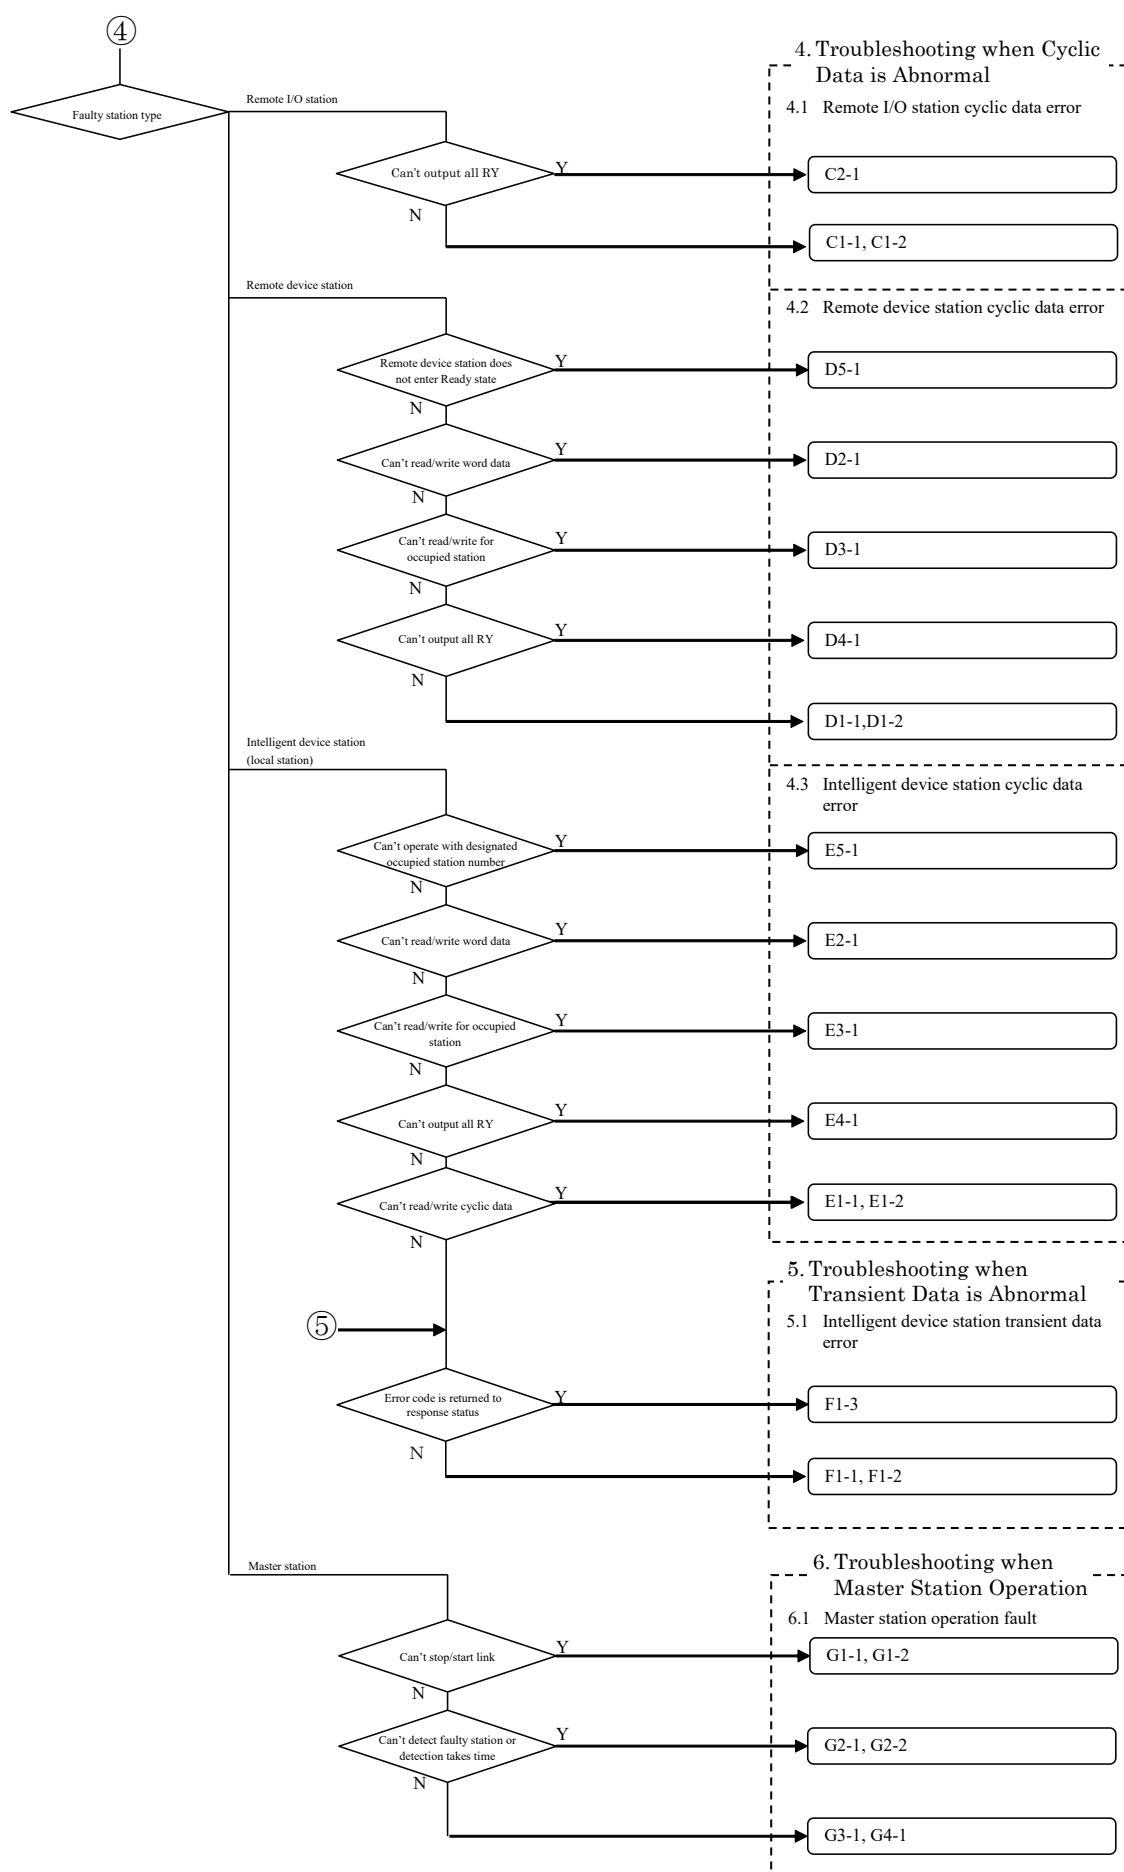 ④
4. Troubleshooting when Cyclic
Data is Abnormal
Faulty station type
Remote I/O station
4.1 Remote I/O station cyclic data error
Can't output all RY
Y
C2-1
N
C1-1, C1-2
Remote device station
4.2 Remote device station cyclic data error
Remote device station does
not enter Ready state
Y
D5-1
N
Can't read/write word data
Y
D2-1
N
Can't read/write for
occupied station
Y
D3-1
N
Can't output all RY
Y
D4-1
N
D1-1,D1-2
Intelligent device station
(local station)
4.3 Intelligent device station cyclic data
error
Can't operate with designated
occupied station number
Y
E5-1
N
Can't read/write word data
Y
E2-1
N
Can't read/write for occupied
station
Y
E3-1
N
Can't output all RY
Y
E4-1
N
Can't read/write cyclic data
Y
E1-1, E1-2
N
5. Troubleshooting when
Transient Data is Abnormal
5.1 Intelligent device station transient data
error
⑤
Error code is returned to
response status
Y
F1-3
N
F1-1, F1-2
Master station
6. Troubleshooting when
Master Station Operation
6.1 Master station operation fault
Can't stop/start link
Y
G1-1, G1-2
N
Can't detect faulty station or
detection takes time
Y
G2-1, G2-2
N
G3-1, G4-1